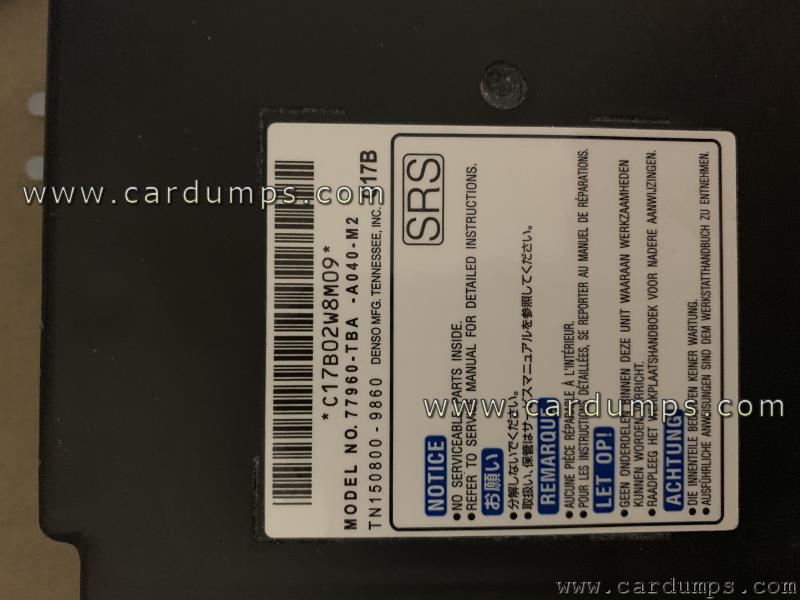 *C17B02W8M09*
MODEL NO. 77960-TBA -A040-M2 17B
TN150800-9860 DENSO MFG. TENNESSEE, INC.
SRS
NOTICE
•NO SERVICEABLE PARTS INSIDE.
•REFER TO SERVICE MANUAL FOR DETAILED INSTRUCTIONS.
お願い
•分解しないでください。
•取扱い、保管はサービスマニュアルを参照してください。
REMARQUE
•AUCUNE PIÈCE RÉPARABLE À L'INTÉRIEUR.
•POUR LES INSTRUCTIONS DÉTAILLÉES, SE REPORTER AU MANUEL DE RÉPARATIONS.
LET OP!
•GEEN ONDERDELEN BINNEN DEZE UNIT WAARAAN WERKZAAMHEDEN
KUNNEN WORDEN VERRICHT.
•RAADPLEEG HET WERKPLAATSHANDBOEK VOOR NADERE AANWIJZINGEN.
ACHTUNG
•DIE INNENTEILE BEDÜRFEN KEINER WARTUNG.
•AUSFÜHRLICHE ANWEISUNGEN SIND DEM WERKSTATTHANDBUCH ZU ENTNEHMEN.
www.cardumps.com
www.cardumps.com
www.cardumps.com